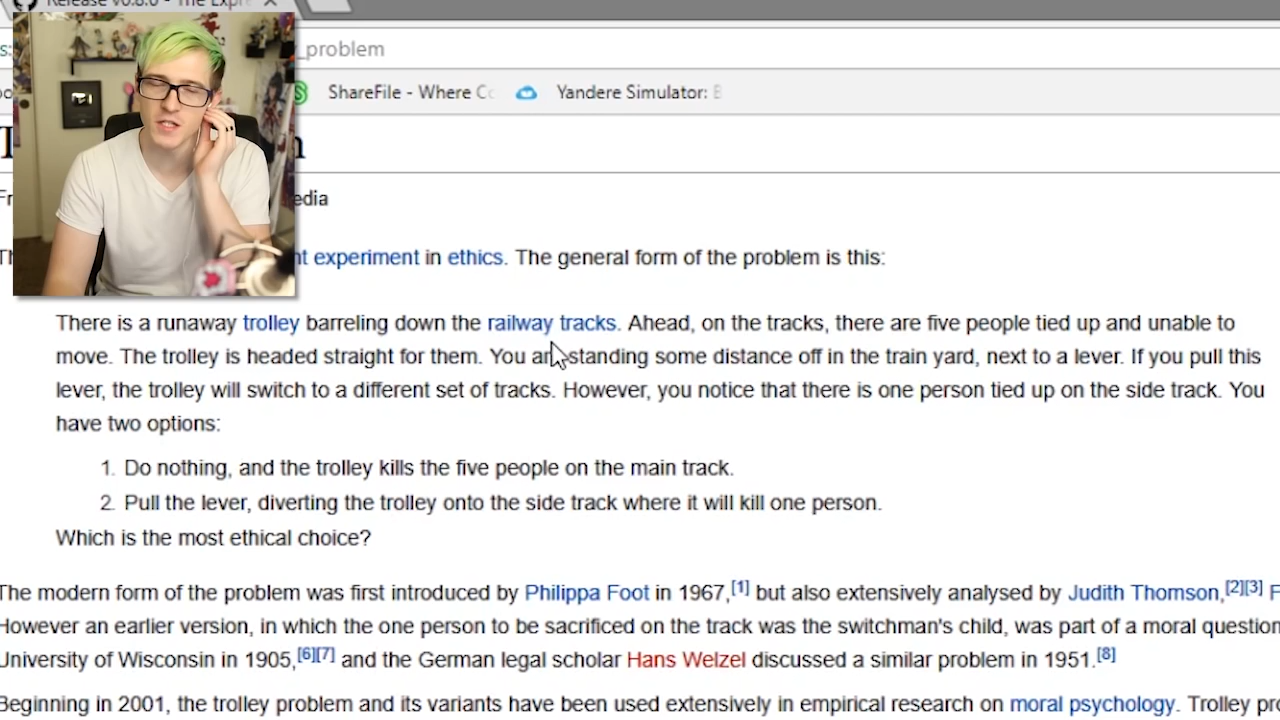 Release v0.8.0 - The Expre
_problem
ShareFile - Where Co
Yandere Simulator: B
edia
nt experiment in ethics. The general form of the problem is this:
There is a runaway trolley barreling down the railway tracks. Ahead, on the tracks, there are five people tied up and unable to
move. The trolley is headed straight for them. You are standing some distance off in the train yard, next to a lever. If you pull this
lever, the trolley will switch to a different set of tracks. However, you notice that there is one person tied up on the side track. You
have two options:
1. Do nothing, and the trolley kills the five people on the main track.
2. Pull the lever, diverting the trolley onto the side track where it will kill one person.
Which is the most ethical choice?
The modern form of the problem was first introduced by Philippa Foot in 1967,[1] but also extensively analysed by Judith Thomson,[2][3] F
However an earlier version, in which the one person to be sacrificed on the track was the switchman's child, was part of a moral question
University of Wisconsin in 1905,[6][7] and the German legal scholar Hans Welzel discussed a similar problem in 1951.[8]
Beginning in 2001, the trolley problem and its variants have been used extensively in empirical research on moral psychology. Trolley pro